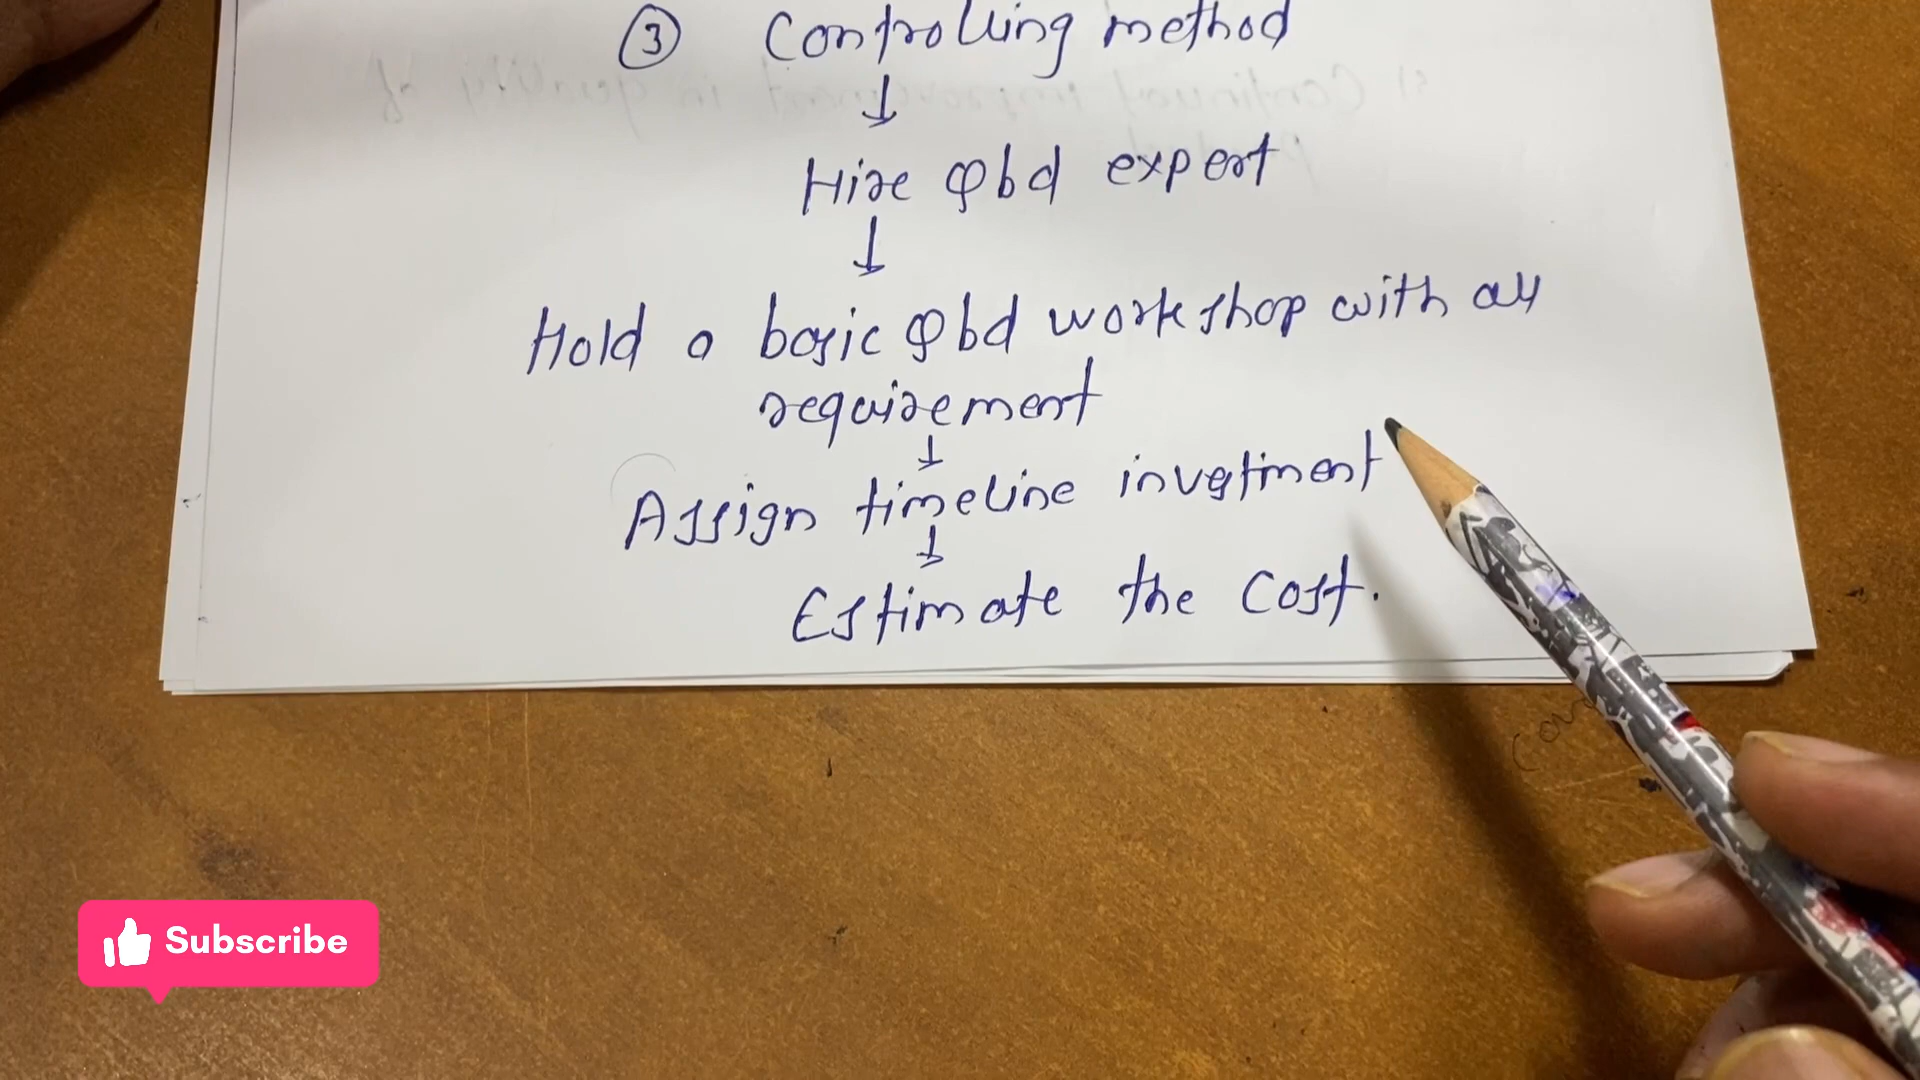 ③ Controlling method
↓
Hire Qbd expert
↓
Hold a basic Qbd workshop with all
requirement
↓
Assign timeline investment
↓
Estimate the cost.
Subscribe